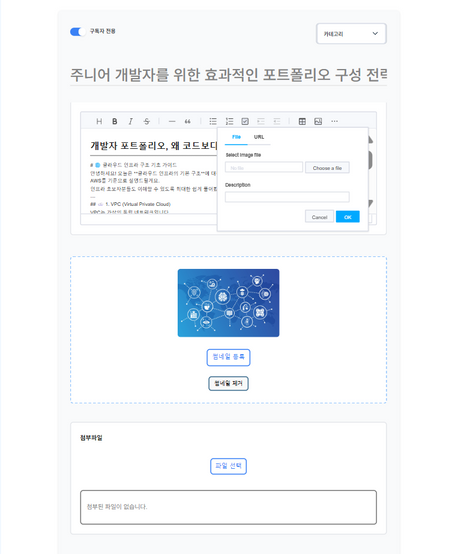 구독자 전용
카테고리
주니어 개발자를 위한 효과적인 포트폴리오 구성 전략
H B I S
개발자 포트폴리오, 왜 코드보다
# 클라우드 인프라 구조 기초 가이드
안녕하세요! 오늘은 **클라우드 인프라의 기본 구조**에 대
AWS를 기준으로 설명드릴게요.
인프라 초보자분들도 이해할 수 있도록 최대한 쉽게 풀어
---
## 1. VPC (Virtual Private Cloud)
VPC는 가상의
File URL
Select image file
No file
Choose a file
Description
Cancel OK
썸네일 등록
썸네일 제거
첨부파일
파일 선택
첨부된 파일이 없습니다.